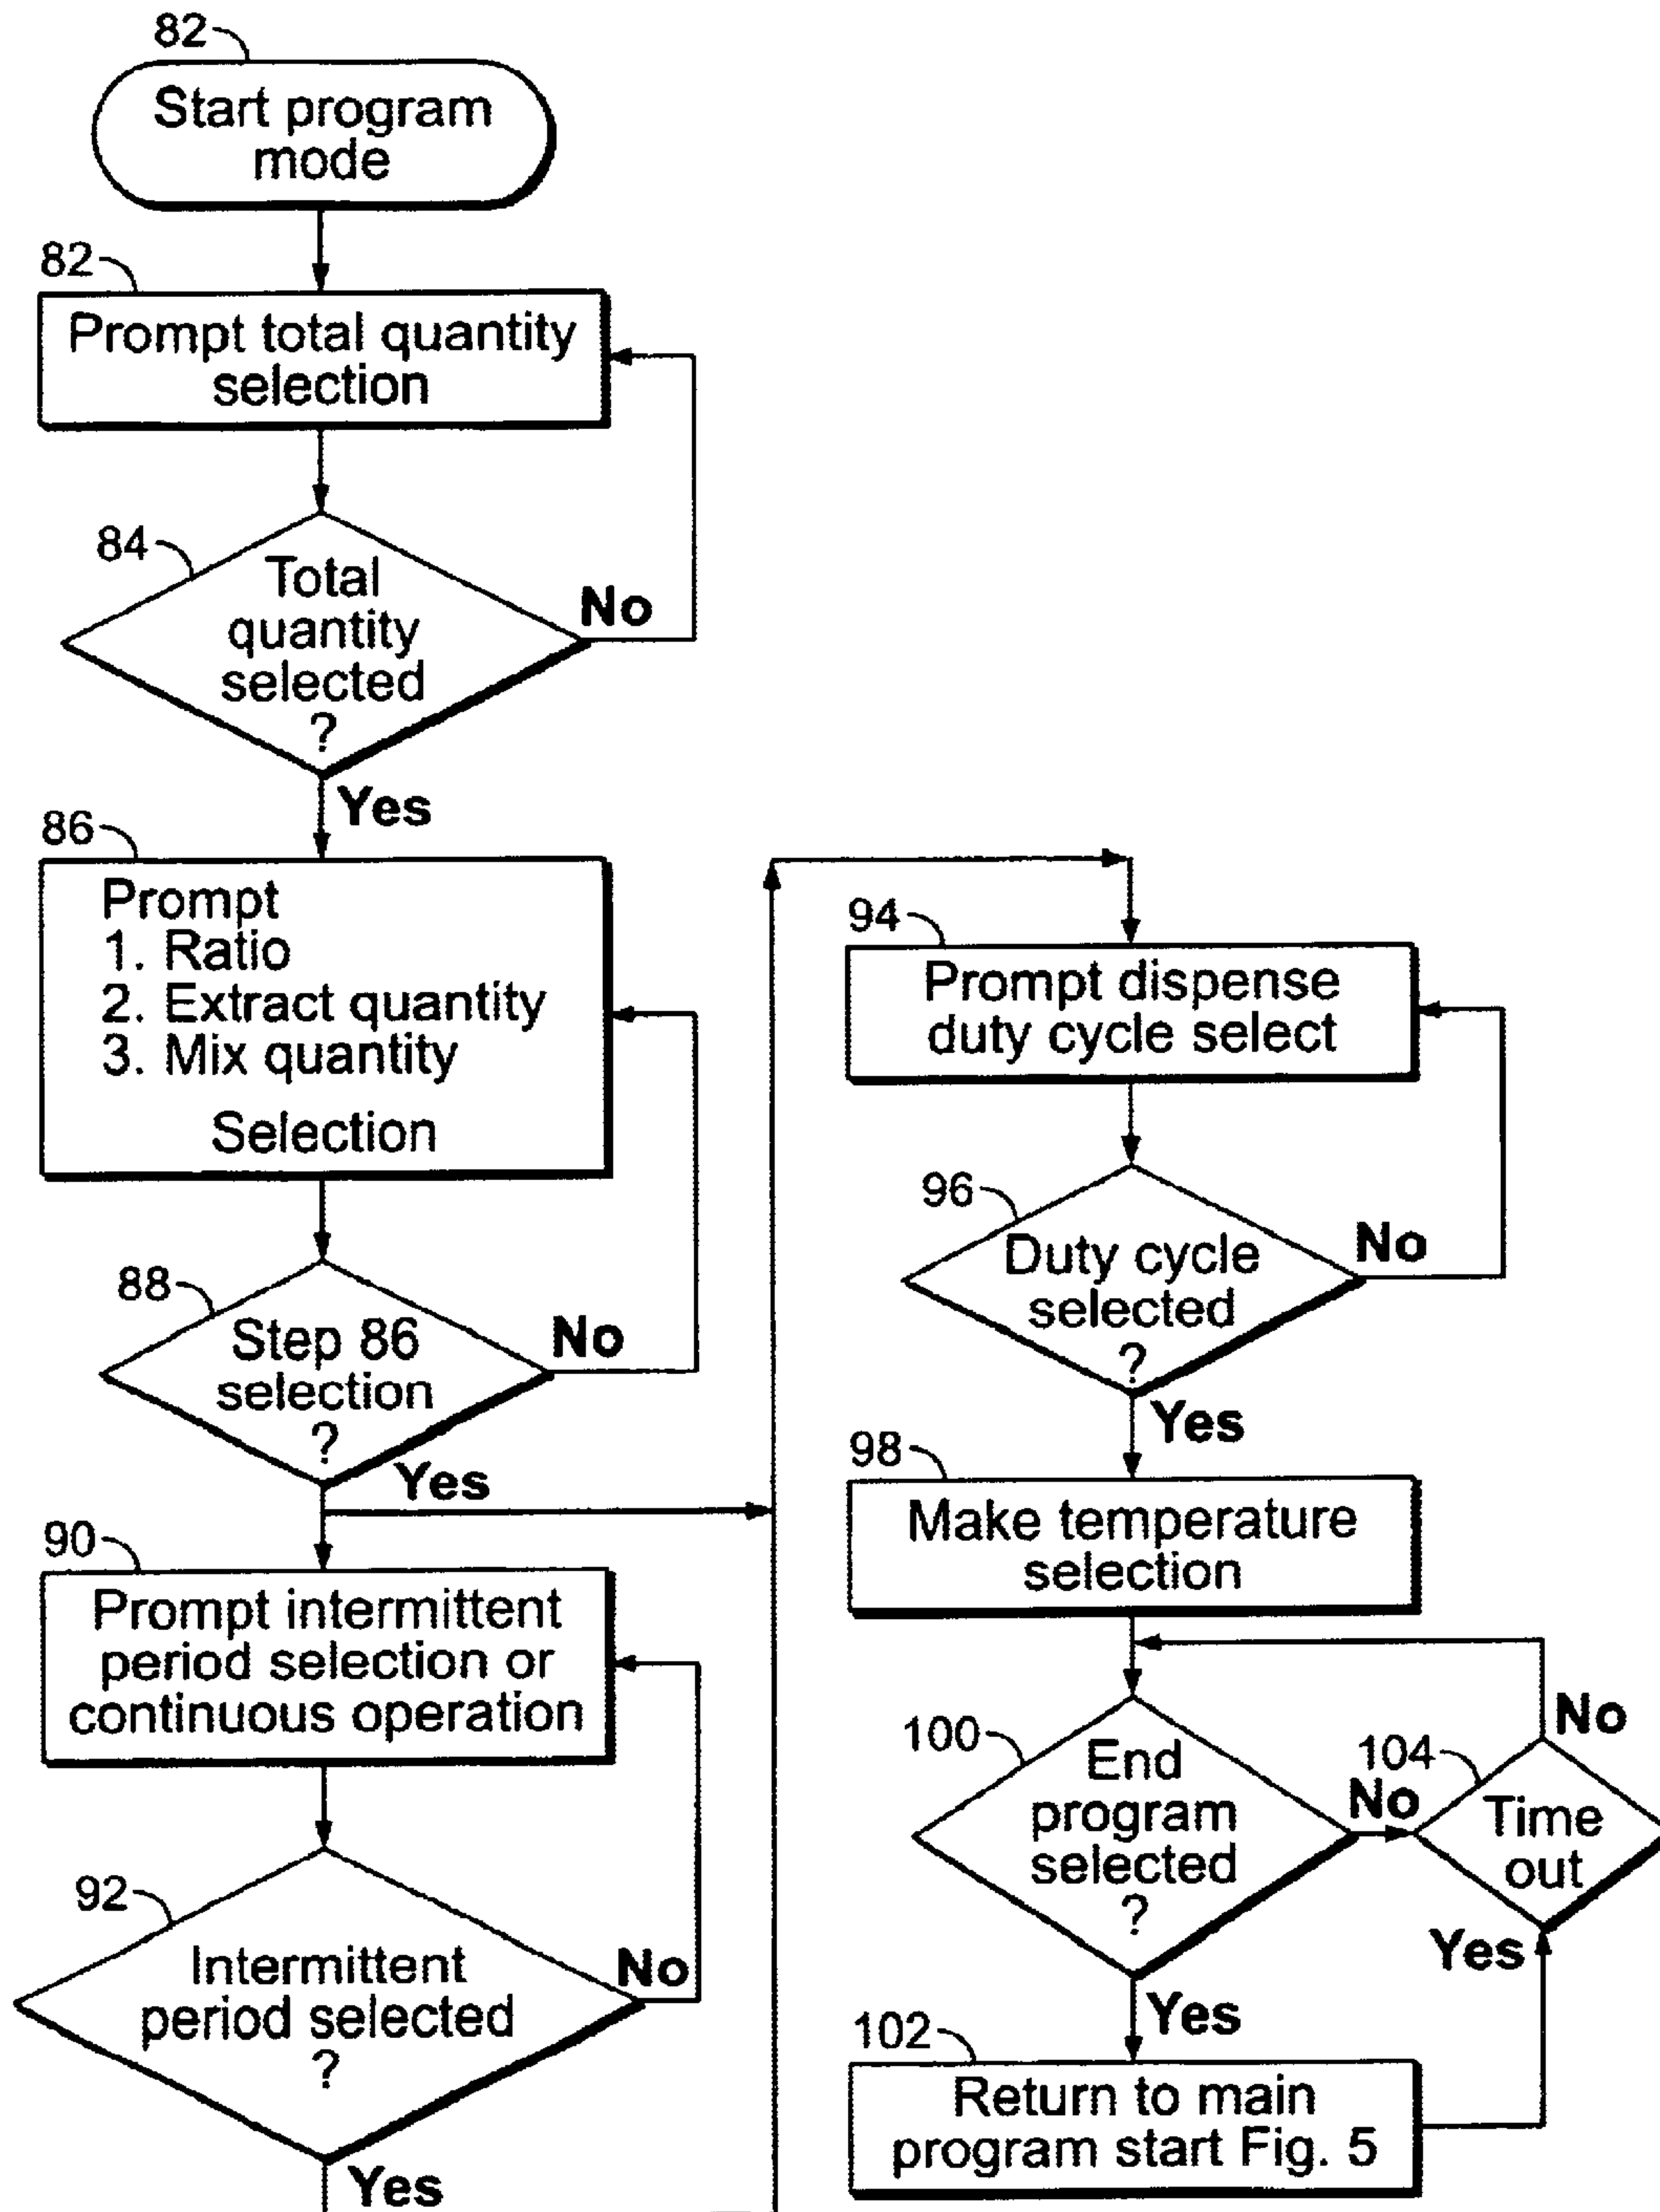 82
Start program
mode
82
Prompt total quantity
selection
84
Total
quantity
selected
?
No
Yes
86
Prompt
1. Ratio
2. Extract quantity
3. Mix quantity
Selection
88
Step 86
selection
?
No
Yes
90
Prompt intermittent
period selection or
continuous operation
92
Intermittent
period selected
?
No
Yes
94
Prompt dispense
duty cycle select
96
Duty cycle
selected
?
No
Yes
98
Make temperature
selection
100
End
program
selected
?
No
Yes
104
Time
out
No
Yes
102
Return to main
program start Fig. 5